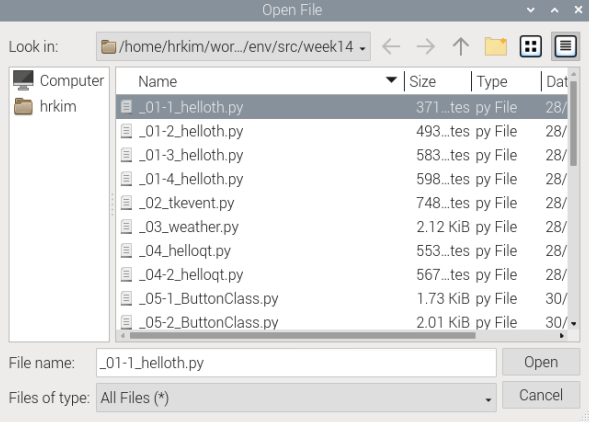 Open File
Look in: /home/hrkim/wor.../env/src/week14
Computer
hrkim
Name Size Type Dat
_01-1_helloth.py 371...tes py File 28/
_01-2_helloth.py 493...tes py File 28/
_01-3_helloth.py 583...tes py File 28/
_01-4_helloth.py 598...tes py File 28/
_02_tkevent.py 748...tes py File 28/
_03_weather.py 2.12 KiB py File 28/
_04_helloqt.py 553...tes py File 28/
_04-2_helloqt.py 567...tes py File 28/
_05-1_ButtonClass.py 1.73 KiB py File 30/
_05-2_ButtonClass.py 2.01 KiB py File 30/
File name: _01-1_helloth.py Open
Files of type: All Files (*) Cancel